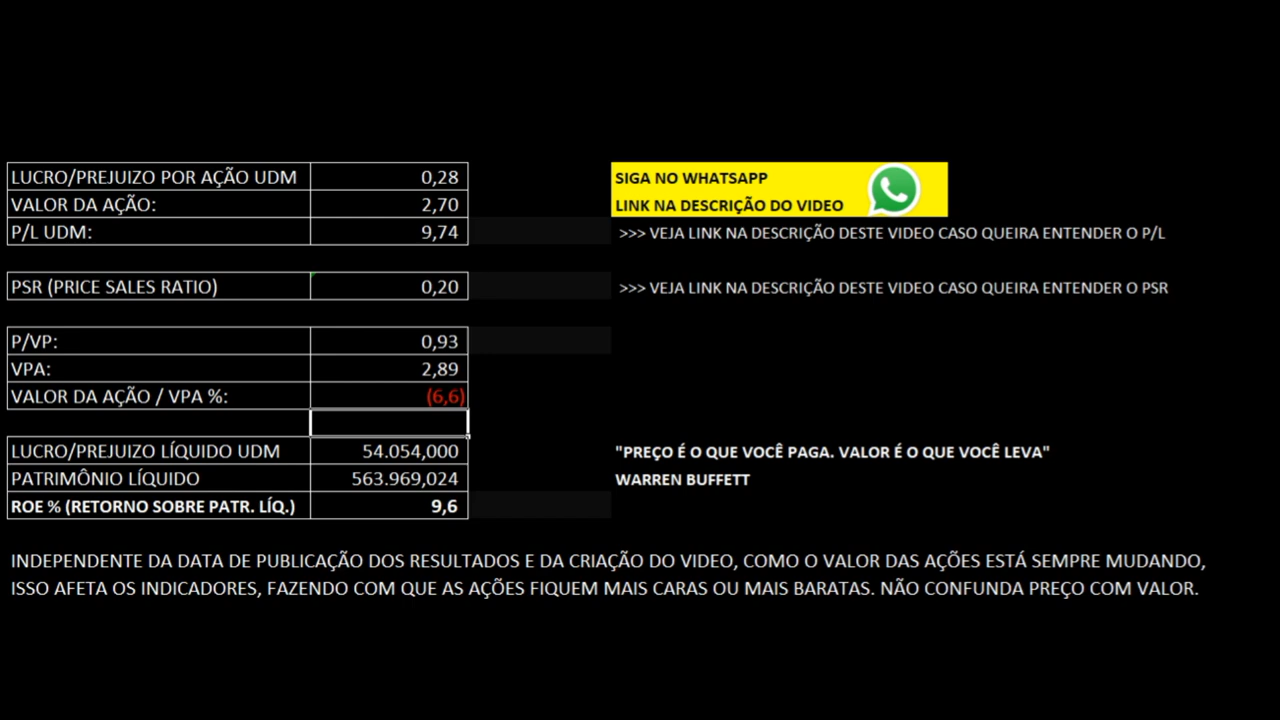 LUCRO/PREJUIZO POR AÇÃO UDM 0,28
VALOR DA AÇÃO: 2,70
P/L UDM: 9,74
SIGA NO WHATSAPP
LINK NA DESCRIÇÃO DO VIDEO
>>> VEJA LINK NA DESCRIÇÃO DESTE VIDEO CASO QUEIRA ENTENDER O P/L
PSR (PRICE SALES RATIO) 0,20
>>> VEJA LINK NA DESCRIÇÃO DESTE VIDEO CASO QUEIRA ENTENDER O PSR
P/VP: 0,93
VPA: 2,89
VALOR DA AÇÃO / VPA %: (6,6)
LUCRO/PREJUIZO LÍQUIDO UDM 54.054,000
PATRIMÔNIO LÍQUIDO 563.969,024
ROE % (RETORNO SOBRE PATR. LÍQ.) 9,6
"PREÇO É O QUE VOCÊ PAGA. VALOR É O QUE VOCÊ LEVA"
WARREN BUFFETT
INDEPENDENTE DA DATA DE PUBLICAÇÃO DOS RESULTADOS E DA CRIAÇÃO DO VIDEO, COMO O VALOR DAS AÇÕES ESTÁ SEMPRE MUDANDO,
ISSO AFETA OS INDICADORES, FAZENDO COM QUE AS AÇÕES FIQUEM MAIS CARAS OU MAIS BARATAS. NÃO CONFUNDA PREÇO COM VALOR.